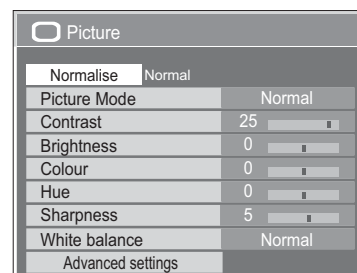 Picture
Normalise Normal
Picture Mode Normal
Contrast 25
Brightness 0
Colour 0
Hue 0
Sharpness 5
White balance Normal
Advanced settings